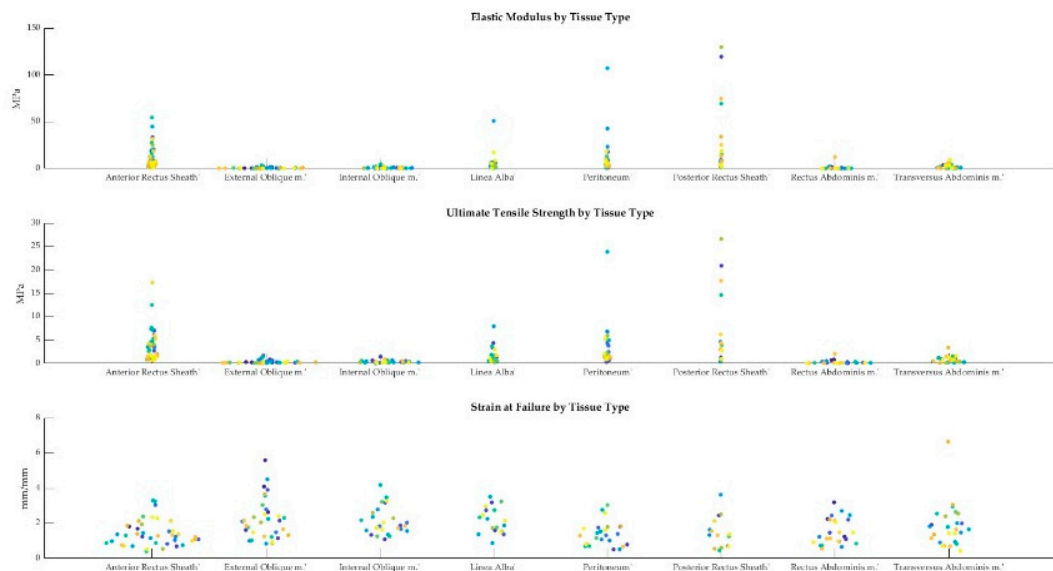 Elastic Modulus by Tissue Type
150
100
50
0
MPa
Anterior Rectus Sheath' External Oblique m.' Internal Oblique m.' Linea Alba' Peritoneum' Posterior Rectus Sheath' Rectus Abdominis m.' Transversus Abdominis m.'
Ultimate Tensile Strength by Tissue Type
30
25
20
15
10
5
0
MPa
Anterior Rectus Sheath' External Oblique m.' Internal Oblique m.' Linea Alba' Peritoneum' Posterior Rectus Sheath' Rectus Abdominis m.' Transversus Abdominis m.'
Strain at Failure by Tissue Type
8
6
4
2
0
mm/mm
Anterior Rectus Sheath' External Oblique m.' Internal Oblique m.' Linea Alba' Peritoneum' Posterior Rectus Sheath' Rectus Abdominis m.' Transversus Abdominis m.'